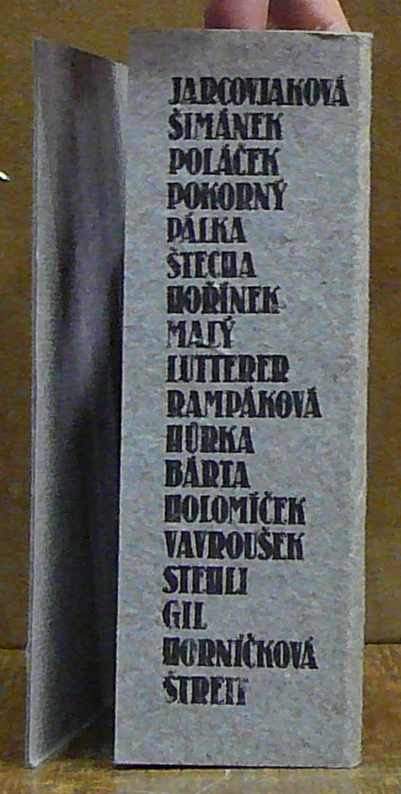 JARCOVJAKOVÁ
ŠIMÁNEK
POLÁČEK
POKORNÝ
PÁLKA
ŠTECHA
HOŘÍNEK
MALÝ
LUTTERER
RAMPÁKOVÁ
HŮRKA
BÁRTA
HOLOMÍČEK
VAVROUŠEK
STEHLI
GIL
HORNÍČKOVÁ
ŠTREIT